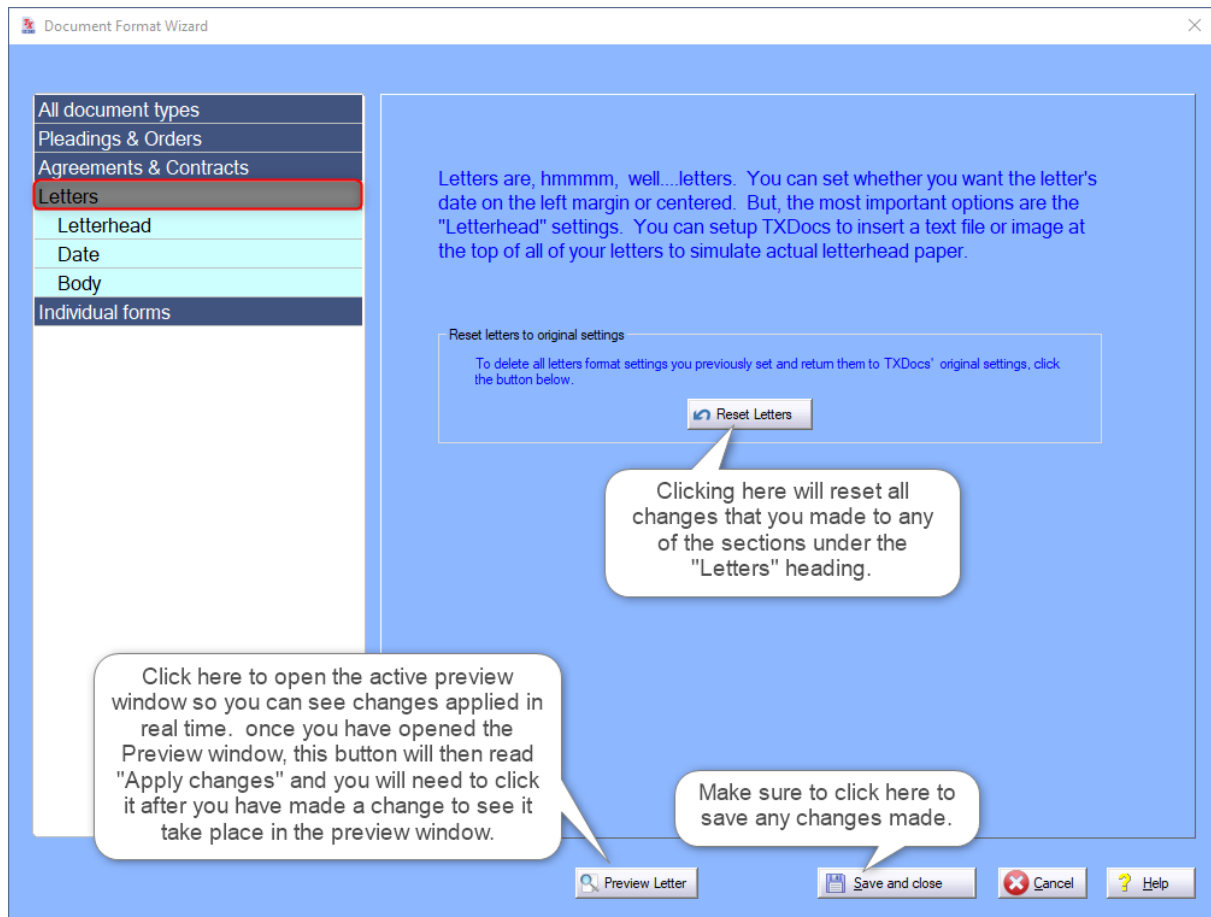 Document Format Wizard
All document types
Pleadings & Orders
Agreements & Contracts
Letters
Letterhead
Date
Body
Individual forms
Letters are, hmmmm,  well....letters.  You can set whether you want the letter's
date on the left margin or centered.  But, the most important options are the
"Letterhead" settings.  You can setup TXDocs to insert a text file or image at
the top of all of your letters to simulate actual letterhead paper.
Reset letters to original settings
To delete all letters format settings you previously set and return them to TXDocs'  original settings, click
the button below.
Reset Letters
Clicking here will reset all
changes that you made to any
of the sections under the
"Letters" heading.
Click here to open the active preview
window so you can see changes applied in
real time.  once you have opened the
Preview window, this button will then read
"Apply changes" and you will need to click
it after you have made a change to see it
take place in the preview window.
Make sure to click here to
save any changes made.
Preview Letter
Save and close
Cancel
Help